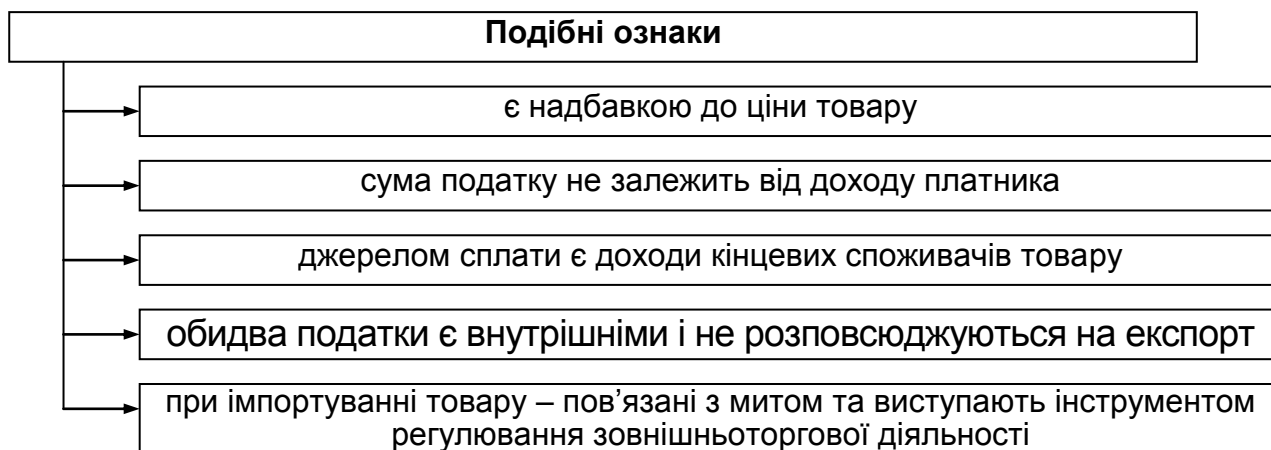 Подібні ознаки
є надбавкою до ціни товару
сума податку не залежить від доходу платника
джерелом сплати є доходи кінцевих споживачів товару
обидва податки є внутрішніми і не розповсюджуються на експорт
при імпортуванні товару – пов’язані з митом та виступають інструментом
регулювання зовнішньоторгової діяльності